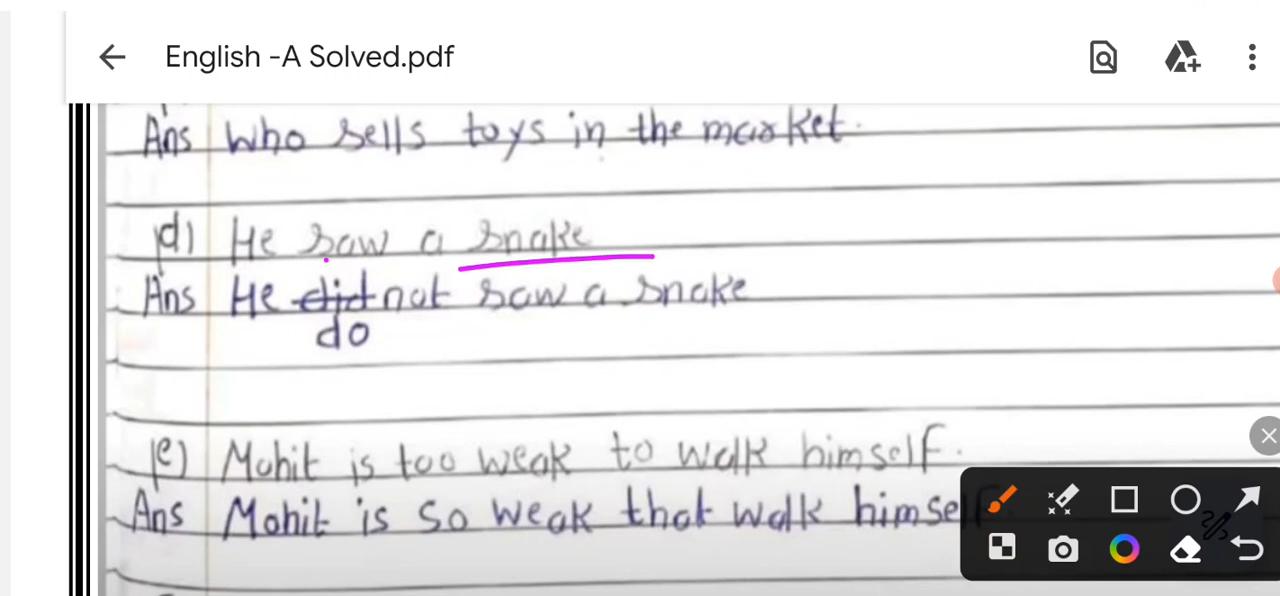 English -A Solved.pdf
Ans Who sells toys in the market.
d) He saw a snake
Ans He did not saw a snake
do
e) Mohit is too weak to walk himself.
Ans Mohit is so weak that walk himself